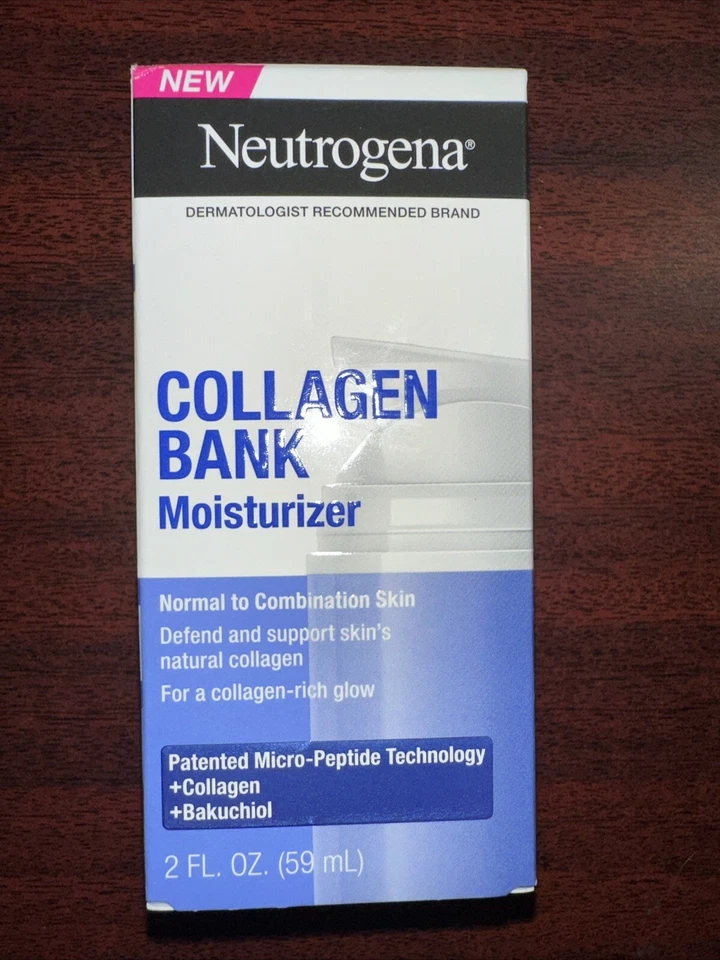 NEW
Neutrogena®
DERMATOLOGIST RECOMMENDED BRAND
COLLAGEN
BANK
Moisturizer
Normal to Combination Skin
Defend and support skin's
natural collagen
For a collagen-rich glow
Patented Micro-Peptide Technology
+Collagen
+Bakuchiol
2 FL. OZ. (59 mL)